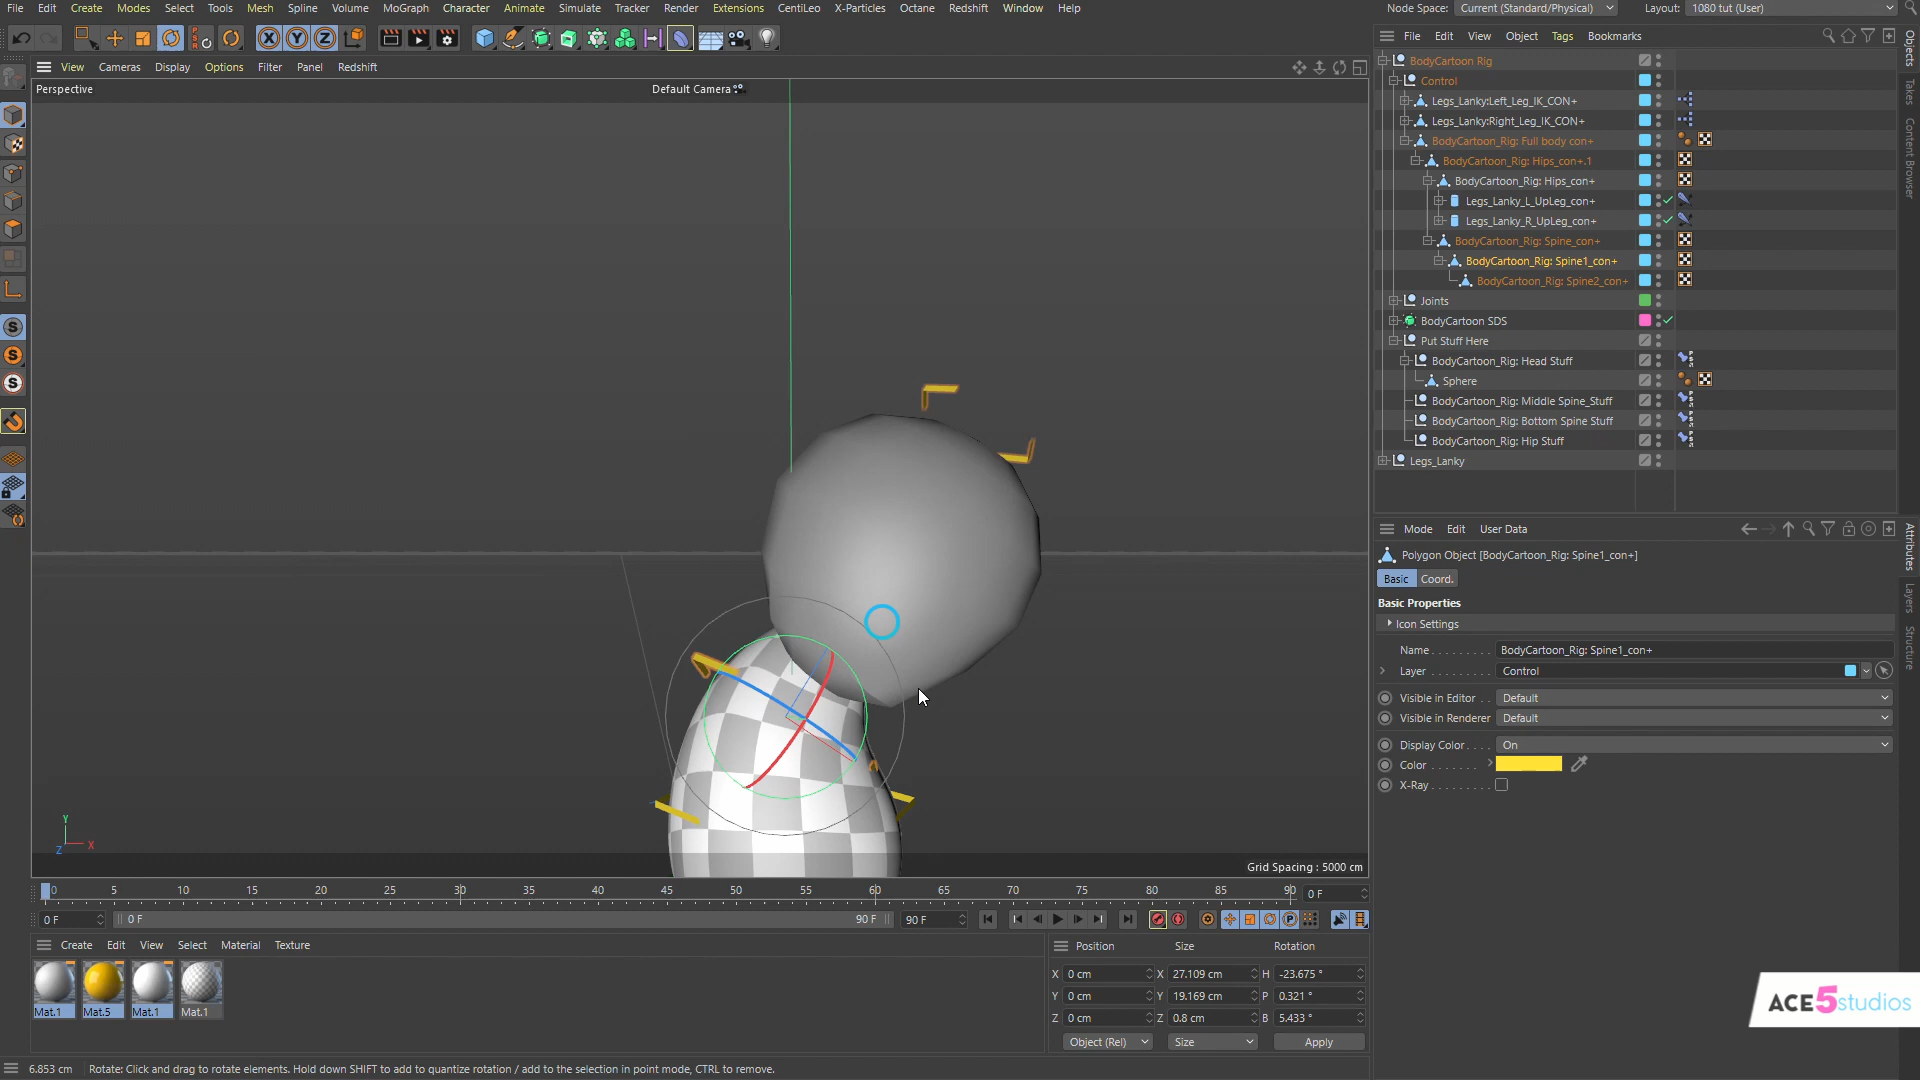 File Edit Create Modes Select Tools Mesh Spline Volume MoGraph Character Animate Simulate Tracker Render Extensions CentiLeo X-Particles Octane Redshift Window Help
Node Space: Current (Standard/Physical) Layout: 1080 tut (User)
File Edit View Object Tags Bookmarks
View Cameras Display Options Filter Panel Redshift
Perspective
Default Camera
BodyCartoon Rig
Control
Legs_Lanky:Left_Leg_IK_CON+
Legs_Lanky:Right_Leg_IK_CON+
BodyCartoon_Rig: Full body con+
BodyCartoon_Rig: Hips_con+.1
BodyCartoon_Rig: Hips_con+
Legs_Lanky_L_UpLeg_con+
Legs_Lanky_R_UpLeg_con+
BodyCartoon_Rig: Spine_con+
BodyCartoon_Rig: Spine1_con+
BodyCartoon_Rig: Spine2_con+
Joints
BodyCartoon SDS
Put Stuff Here
BodyCartoon_Rig: Head Stuff
Sphere
BodyCartoon_Rig: Middle Spine_Stuff
BodyCartoon_Rig: Bottom Spine Stuff
BodyCartoon_Rig: Hip Stuff
Legs_Lanky
Objects
Takes
Content Browser
Mode Edit User Data
Polygon Object [BodyCartoon_Rig: Spine1_con+]
Basic Coord.
Basic Properties
Icon Settings
Name BodyCartoon_Rig: Spine1_con+
Layer Control
Visible in Editor Default
Visible in Renderer Default
Display Color On
Color
X-Ray
Attributes
Layers
Structure
Y
Z X
Grid Spacing : 5000 cm
0 5 10 15 20 25 30 35 40 45 50 55 60 65 70 75 80 85 90 0 F
0 F 0 F 90 F 90 F
Create Edit View Select Material Texture
Mat.1 Mat.5 Mat.1 Mat.1
Position Size Rotation
X 0 cm X 27.109 cm H -23.675 °
Y 0 cm Y 19.169 cm P 0.321 °
Z 0 cm Z 0.8 cm B 5.433 °
Object (Rel) Size Apply
ACE5studios
6.853 cm Rotate: Click and drag to rotate elements. Hold down SHIFT to add to quantize rotation / add to the selection in point mode, CTRL to remove.